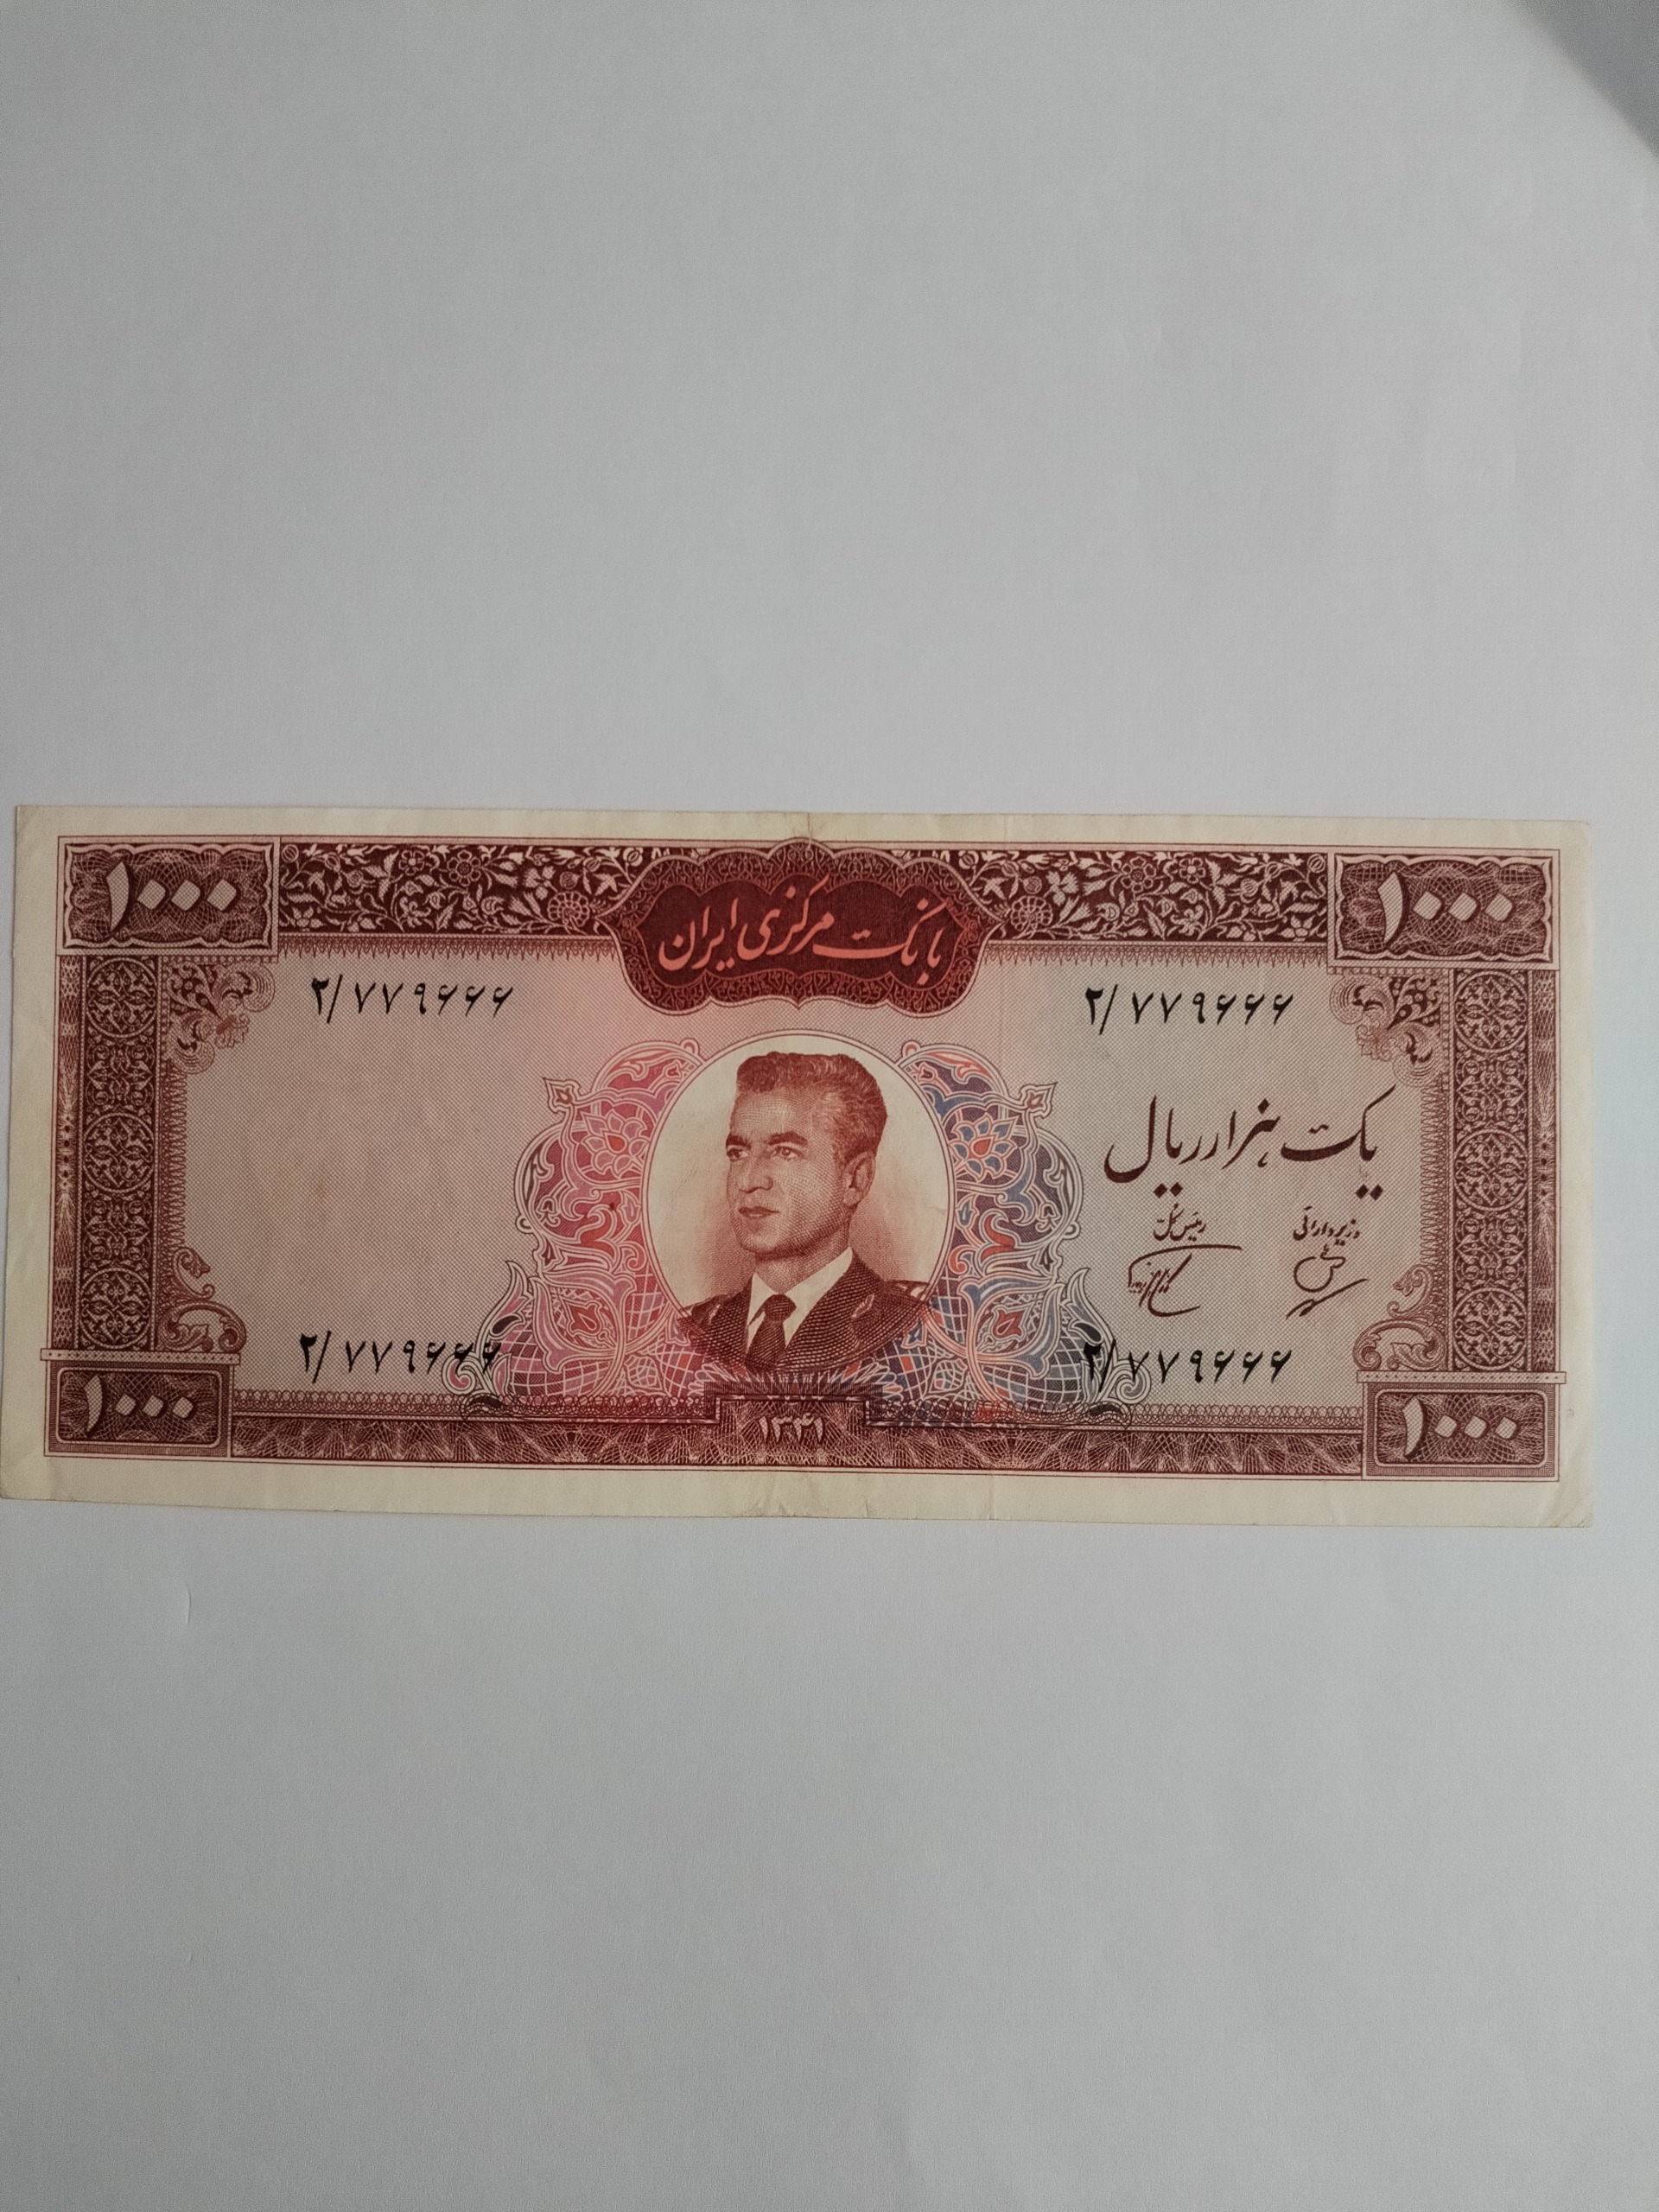 ۱۰۰۰
بانک مرکزی ایران
۱۰۰۰
۲/۷۷۹۶۶۶
۲/۷۷۹۶۶۶
یک هزار ریال
وزیر دارائی
رئیس کل
۲/۷۷۹۶۶۶
۲/۷۷۹۶۶۶
۱۰۰۰
۱۳۴۱
۱۰۰۰